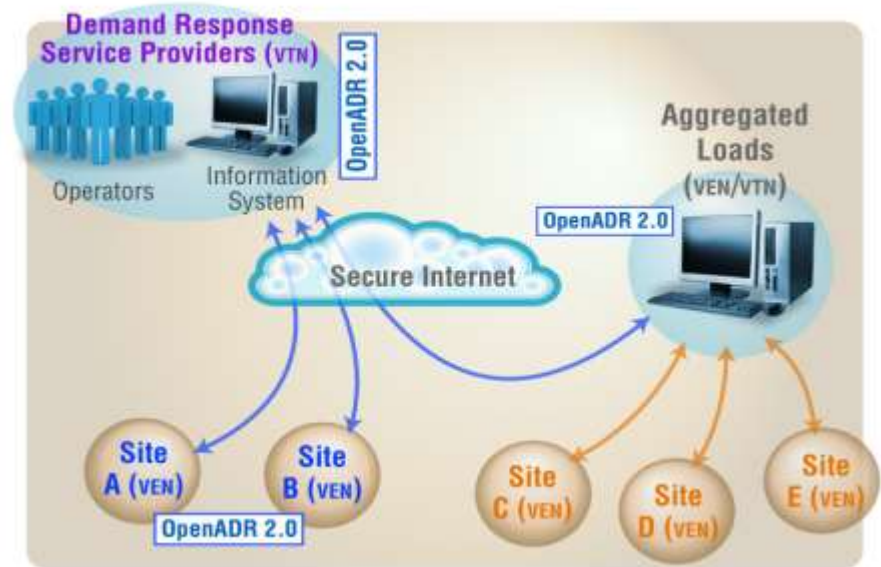 Demand Response
Service Providers (VTN)
OpenADR 2.0
Operators
Information
System
Aggregated
Loads
(VEN/VTN)
OpenADR 2.0
Secure Internet
Site
A (VEN)
Site
B (VEN)
OpenADR 2.0
Site
C (VEN)
Site
D (VEN)
Site
E (VEN)